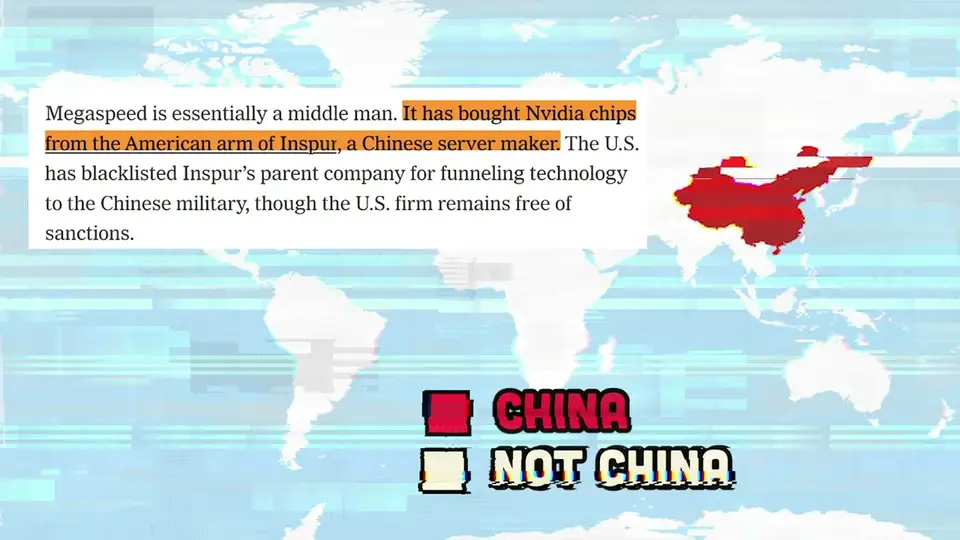 Megaspeed is essentially a middle man. It has bought Nvidia chips
from the American arm of Inspur, a Chinese server maker. The U.S.
has blacklisted Inspur’s parent company for funneling technology
to the Chinese military, though the U.S. firm remains free of
sanctions.
CHINA
NOT CHINA